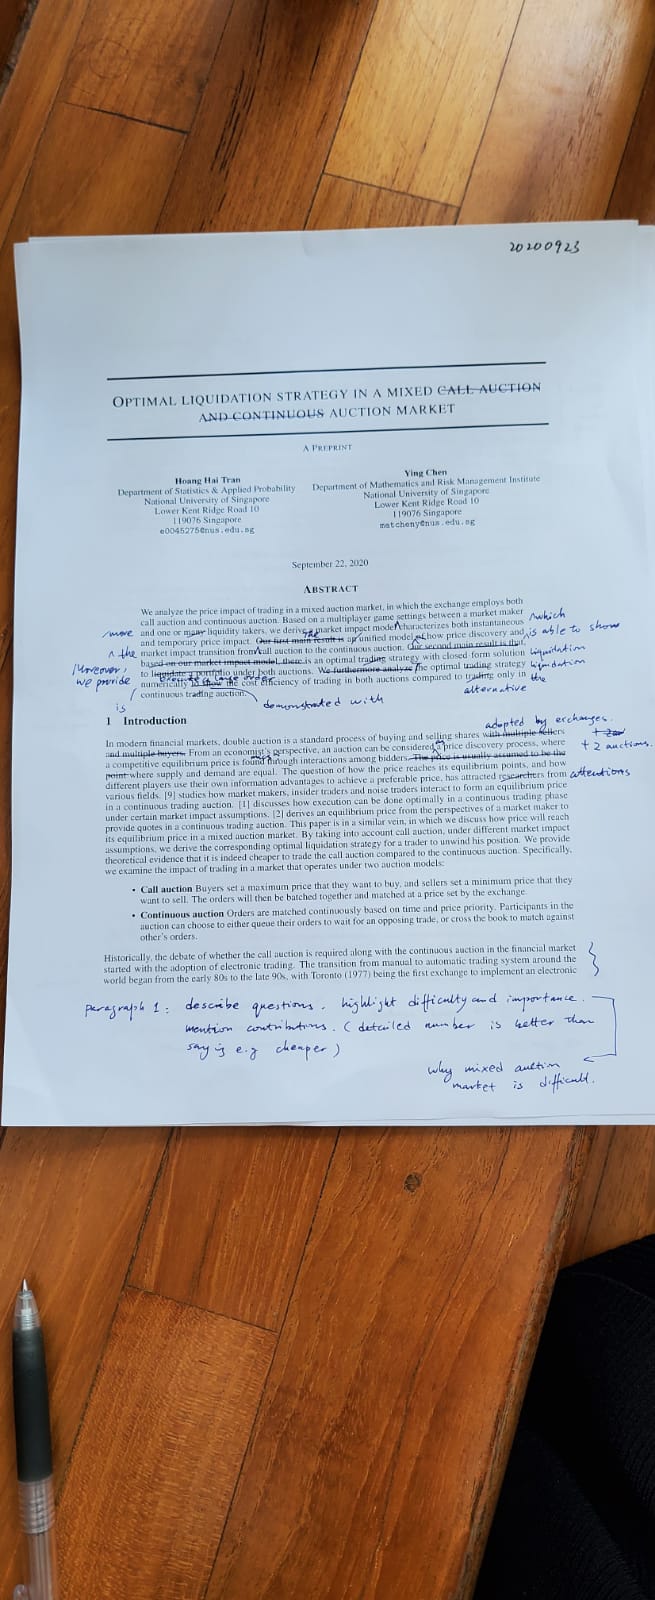 20200923
OPTIMAL LIQUIDATION STRATEGY IN A MIXED CALL AUCTION
AND CONTINUOUS AUCTION MARKET
A PREPRINT
Hoang Hai Tran
Department of Statistics & Applied Probability
National University of Singapore
Lower Kent Ridge Road 10
119076 Singapore
e0045275@nus.edu.sg
Ying Chen
Department of Mathematics and Risk Management Institute
National University of Singapore
Lower Kent Ridge Road 10
119076 Singapore
matcheny@nus.edu.sg
September 22, 2020
ABSTRACT
We analyze the price impact of trading in a mixed auction market, in which the exchange employs both
call auction and continuous auction. Based on a multiplayer game settings between a market maker
which
more
and one or many liquidity takers, we derive the market impact model characterizes both instantaneous
and temporary price impact. Our first main result is an unified model show price discovery and
is able to show
the
market impact transition from call auction to the continuous auction. Our second main result is that,
based on our market impact model, there is an optimal trading strategy with closed form solution
liquidation
Moreover,
to liquidate a portfolio under both auctions. We furthermore analyze the optimal trading strategy
liquidation
we provide
execute a large order
numerically to show the cost efficiency of trading in both auctions compared to trading only in
the
continuous trading auction.
alternative
is
demonstrated with
1 Introduction
adopted by exchanges.
In modern financial markets, double auction is a standard process of buying and selling shares with multiple sellers
and multiple buyers. From an economist's perspective, an auction can be considered a price discovery process, where
+ 2 auctions.
a competitive equilibrium price is found through interactions among bidders. The price is usually assumed to be the
point where supply and demand are equal. The question of how the price reaches its equilibrium points, and how
different players use their own information advantages to achieve a preferable price, has attracted researchers from
attentions
various fields. [9] studies how market makers, insider traders and noise traders interact to form an equilibrium price
under certain market impact assumptions. [2] derives an equilibrium price from the perspectives of a market maker to
in a continuous trading auction. [1] discusses how execution can be done optimally in a continuous trading phase
provide quotes in a continuous trading auction. This paper is in a similar vein, in which we discuss how price will reach
its equilibrium price in a mixed auction market. By taking into account call auction, under different market impact
assumptions, we derive the corresponding optimal liquidation strategy for a trader to unwind his position. We provide
theoretical evidence that it is indeed cheaper to trade the call auction compared to the continuous auction. Specifically,
we examine the impact of trading in a market that operates under two auction models:
• Call auction Buyers set a maximum price that they want to buy, and sellers set a minimum price that they
want to sell. The orders will then be batched together and matched at a price set by the exchange.
• Continuous auction Orders are matched continuously based on time and price priority. Participants in the
auction can choose to either queue their orders to wait for an opposing trade, or cross the book to match against
other's orders.
Historically, the debate of whether the call auction is required along with the continuous auction in the financial market
started with the adoption of electronic trading. The transition from manual to automatic trading system around the
world began from the early 80s to the late 90s, with Toronto (1977) being the first exchange to implement an electronic
paragraph 1: describe questions. highlight difficulty and importance.
mention contributions. (detailed number is better than
saying e.g cheaper)
why mixed auction
market is difficult.